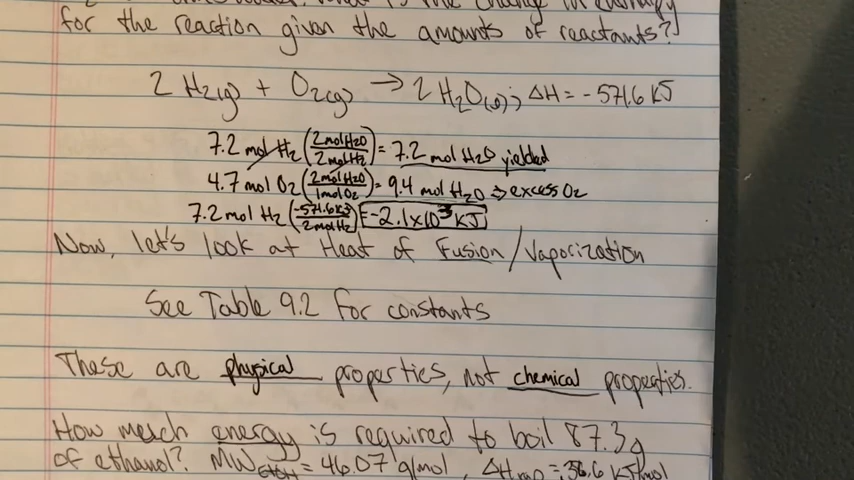 for the reaction given the amounts of reactants?
2 H2(g) + O2(g) → 2 H2O(l); ΔH = -571.6 KJ
7.2 mol H2 (2 mol H2O / 2 mol H2) = 7.2 mol H2O yielded
4.7 mol O2 (2 mol H2O / 1 mol O2) = 9.4 mol H2O ⇒ excess O2
7.2 mol H2 (-571.6 KJ / 2 mol H2) = -2.1x10^3 KJ
Now, let's look at Heat of Fusion/Vaporization
See Table 9.2 for constants
These are physical properties, not chemical properties.
How much energy is required to boil 87.3g
of ethanol? MW EtOH = 46.07 g/mol, ΔHvap = 36.6 KJ/mol